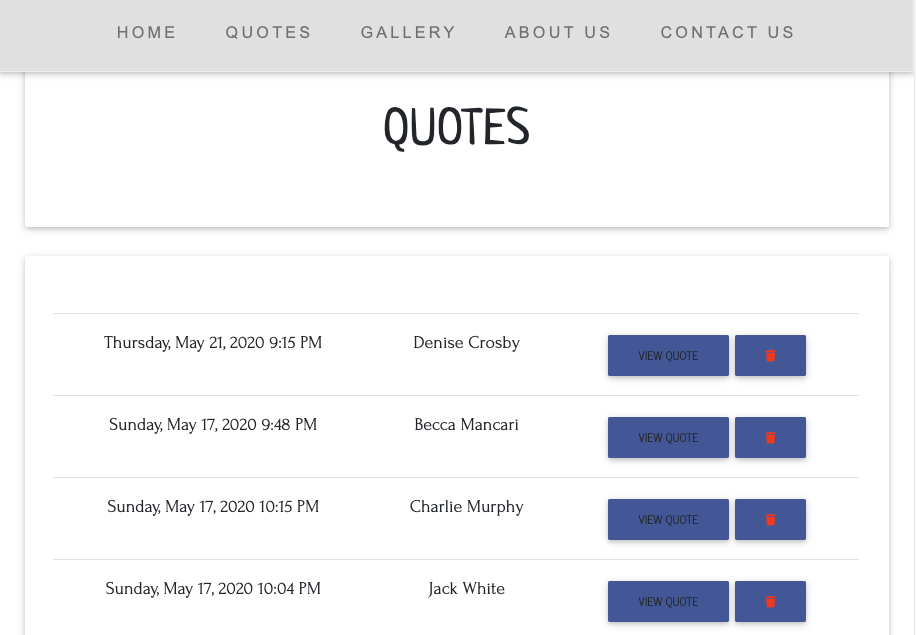 HOME QUOTES GALLERY ABOUT US CONTACT US
QUOTES
Thursday, May 21, 2020 9:15 PM Denise Crosby VIEW QUOTE
Sunday, May 17, 2020 9:48 PM Becca Mancari VIEW QUOTE
Sunday, May 17, 2020 10:15 PM Charlie Murphy VIEW QUOTE
Sunday, May 17, 2020 10:04 PM Jack White VIEW QUOTE